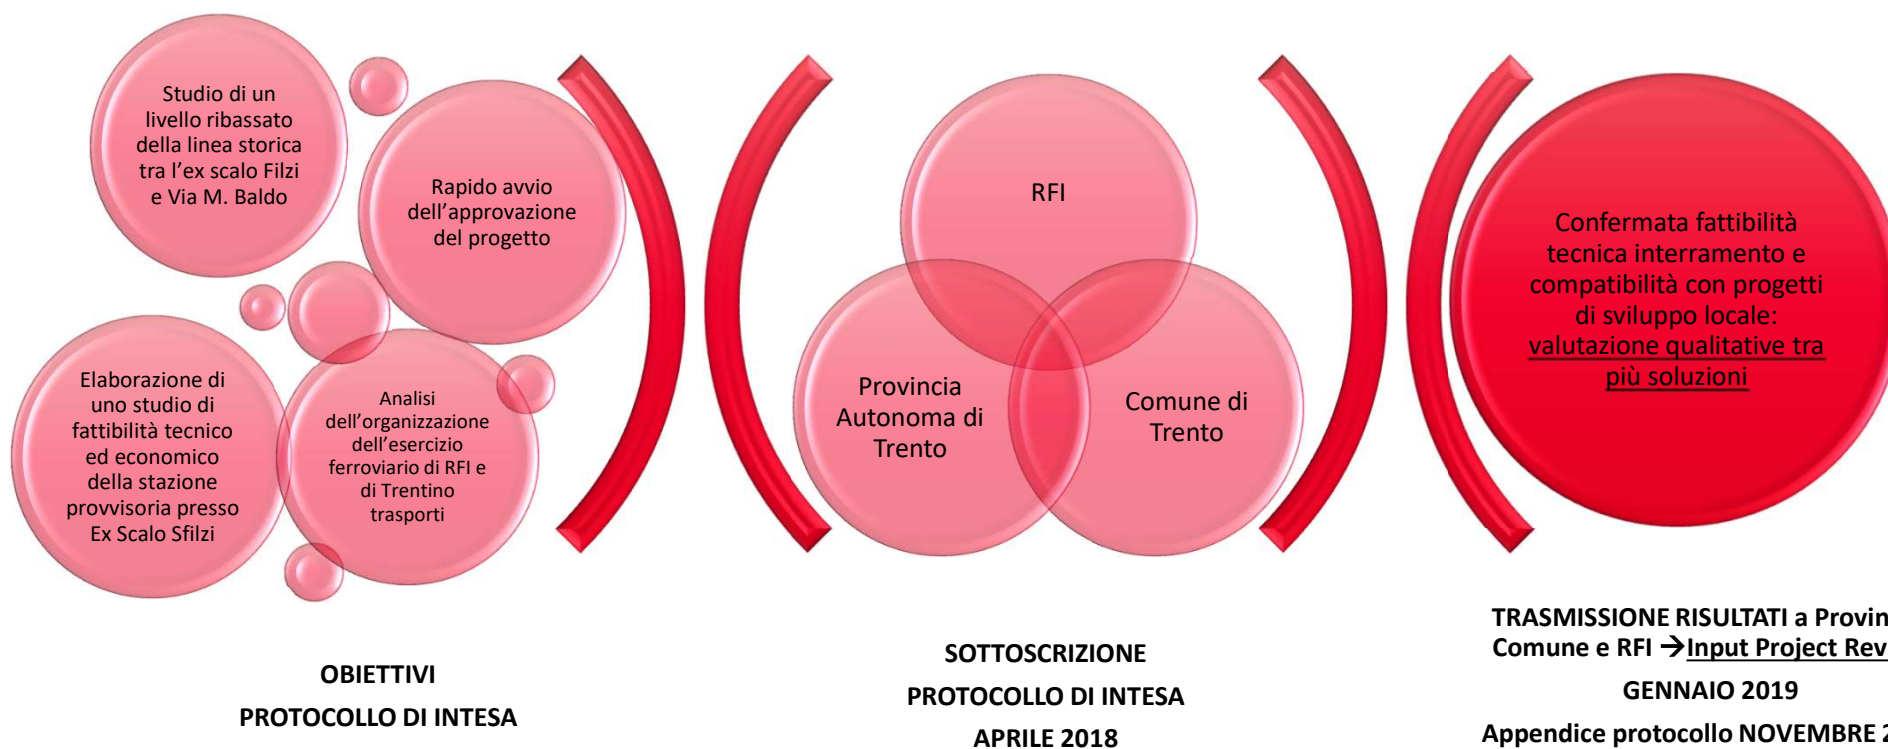 Studio di un
livello ribassato
della linea storica
tra l'ex scalo Filzi
e Via M. Baldo
Rapido avvio
dell'approvazione
del progetto
Elaborazione di
uno studio di
fattibilità tecnico
ed economico
della stazione
provvisoria presso
Ex Scalo Sfilzi
Analisi
dell'organizzazione
dell'esercizio
ferroviario di RFI e
di Trentino
trasporti
OBIETTIVI
PROTOCOLLO DI INTESA
RFI
Provincia
Autonoma di
Trento
Comune di
Trento
SOTTOSCRIZIONE
PROTOCOLLO DI INTESA
APRILE 2018
Confermata fattibilità
tecnica interramento e
compatibilità con progetti
di sviluppo locale:
valutazione qualitative tra
più soluzioni
TRASMISSIONE RISULTATI a
Comune e RFI →Input Project
GENNAIO 2019
Appendice protocollo NOVEMBRE